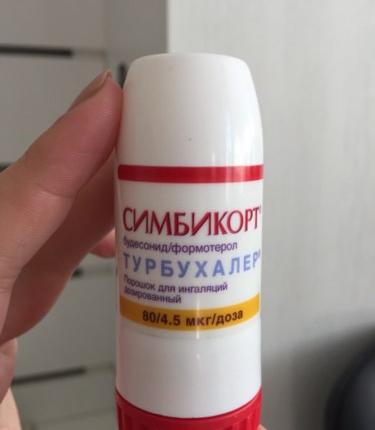 СИМБИКОРТ®
будесонид/формотерол
ТУРБУХАЛЕР®
Порошок для ингаляций
дозированный
80/4.5 мкг/доза